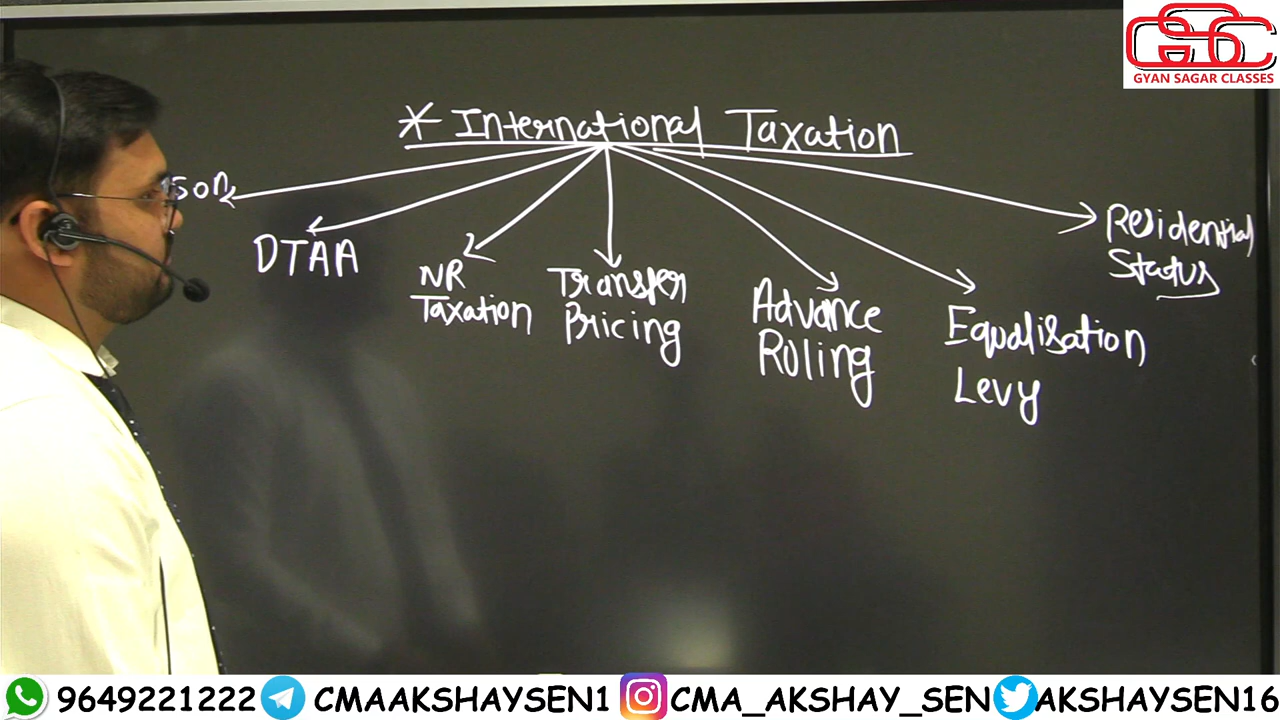 GSC
GYAN SAGAR CLASSES
* International Taxation
DTAA
NR
Taxation
Transfer
Pricing
Advance
Ruling
Equalisation
Levy
Residential
Status
9649221222 CMAAKSHAYSEN1 CMA_AKSHAY_SEN AKSHAYSEN16